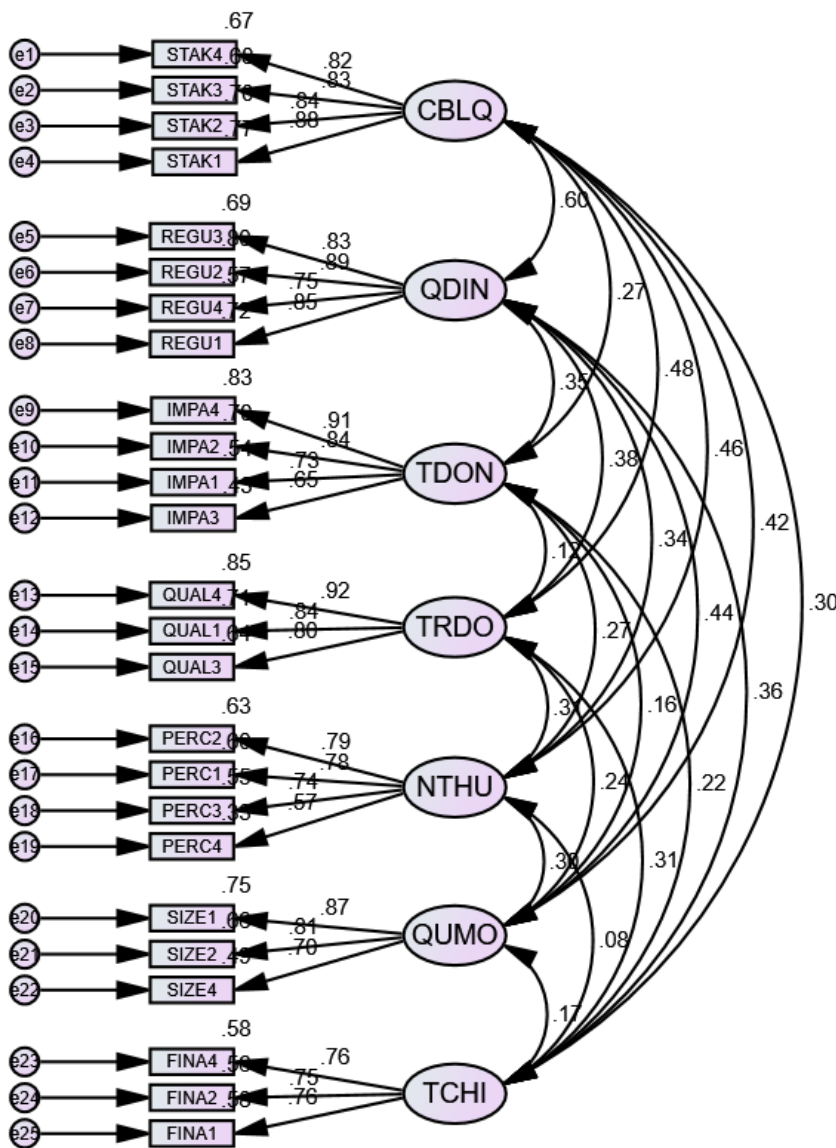 .67
e1 STAK4 .82
e2 STAK3 .83
e3 STAK2 .84
e4 STAK1 .88
CBLQ
.69
e5 REGU3 .83
e6 REGU2 .89
e7 REGU4 .75
e8 REGU1 .85
QDIN
.83
e9 IMPA4 .91
e10 IMPA2 .84
e11 IMPA1 .73
e12 IMPA3 .65
TDON
.85
e13 QUAL4 .92
e14 QUAL1 .84
e15 QUAL3 .80
TRDO
.63
e16 PERC2 .79
e17 PERC1 .78
e18 PERC3 .74
e19 PERC4 .57
NTHU
.75
e20 SIZE1 .87
e21 SIZE2 .81
e22 SIZE4 .70
QUMO
.58
e23 FINA4 .76
e24 FINA2 .75
e25 FINA1 .76
TCHI
.60
.27
.48
.35
.46
.38
.42
.34
.12
.30
.44
.27
.36
.16
.24
.22
.31
.08
.17